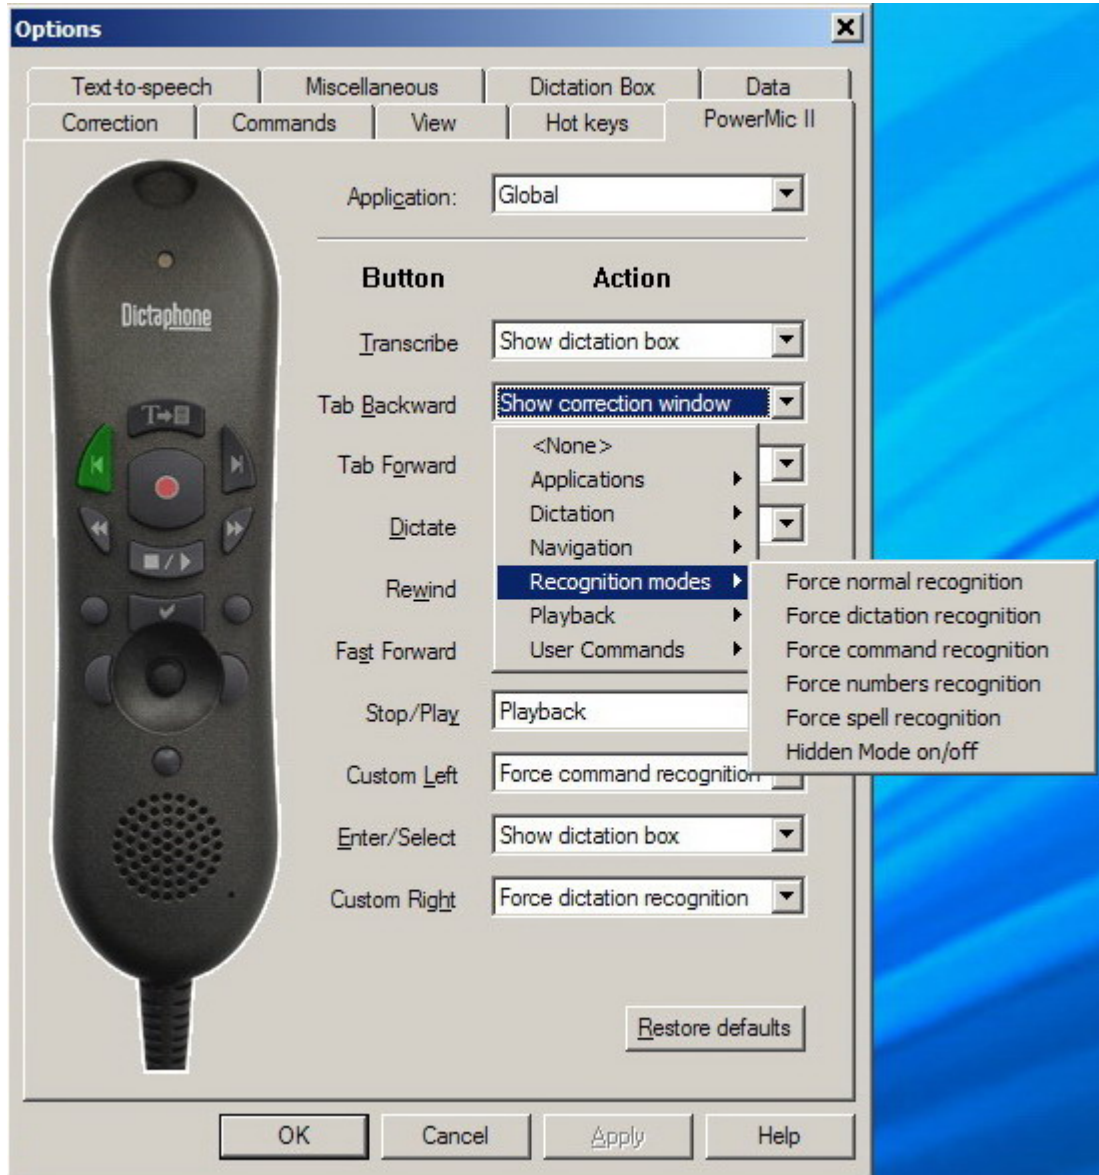 Options
Text-to-speech Miscellaneous Dictation Box Data
Correction Commands View Hot keys PowerMic II
Application: Global
Button Action
Dictaphone
Transcribe Show dictation box
Tab Backward Show correction window
T
<None>
Tab Forward
Applications
Dictation
Dictate
Navigation
Recognition modes
Force normal recognition
Rewind
Playback
Force dictation recognition
Fast Forward
User Commands
Force command recognition
Force numbers recognition
Stop/Play Playback
Force spell recognition
Hidden Mode on/off
Custom Left Force command recognition
Enter/Select Show dictation box
Custom Right Force dictation recognition
Restore defaults
OK Cancel Apply Help